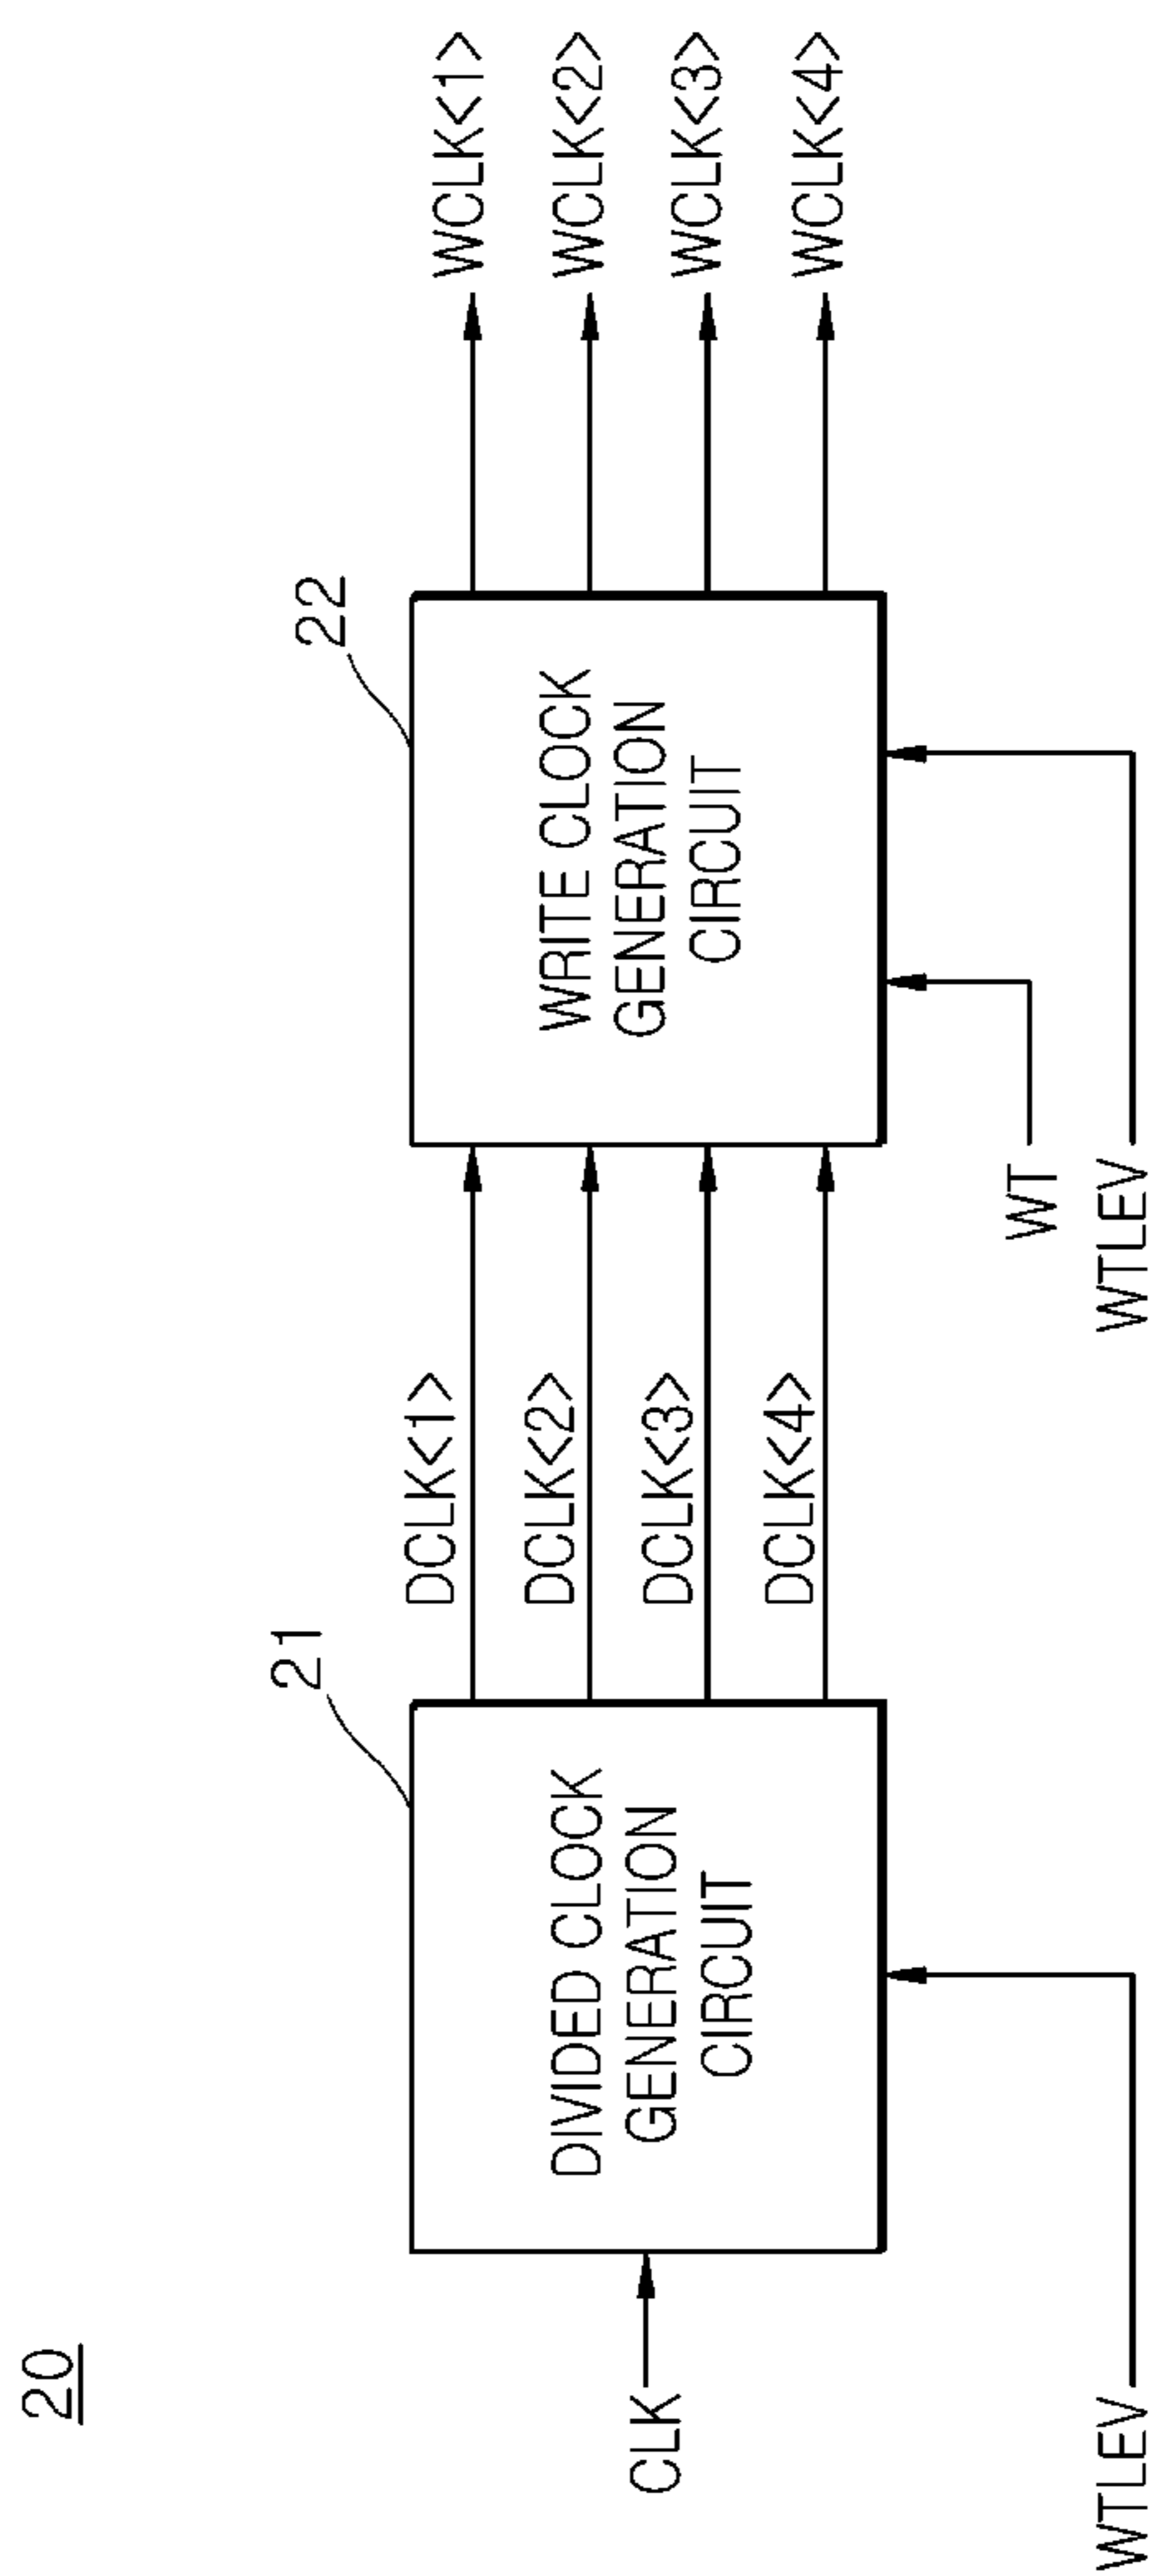 20
21
22
CLK
DIVIDED CLOCK
GENERATION
CIRCUIT
DCLK<1>
DCLK<2>
DCLK<3>
DCLK<4>
WRITE CLOCK
GENERATION
CIRCUIT
WCLK<1>
WCLK<2>
WCLK<3>
WCLK<4>
WTLEV
WT
WTLEV